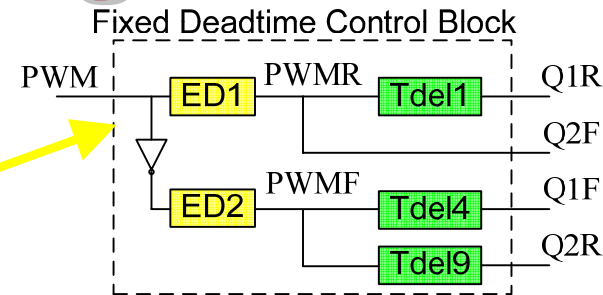 Fixed Deadtime Control Block
PWM ED1 PWMR Tdel1 Q1R
Q2F
ED2 PWMF Tdel4 Q1F
Tdel9 Q2R